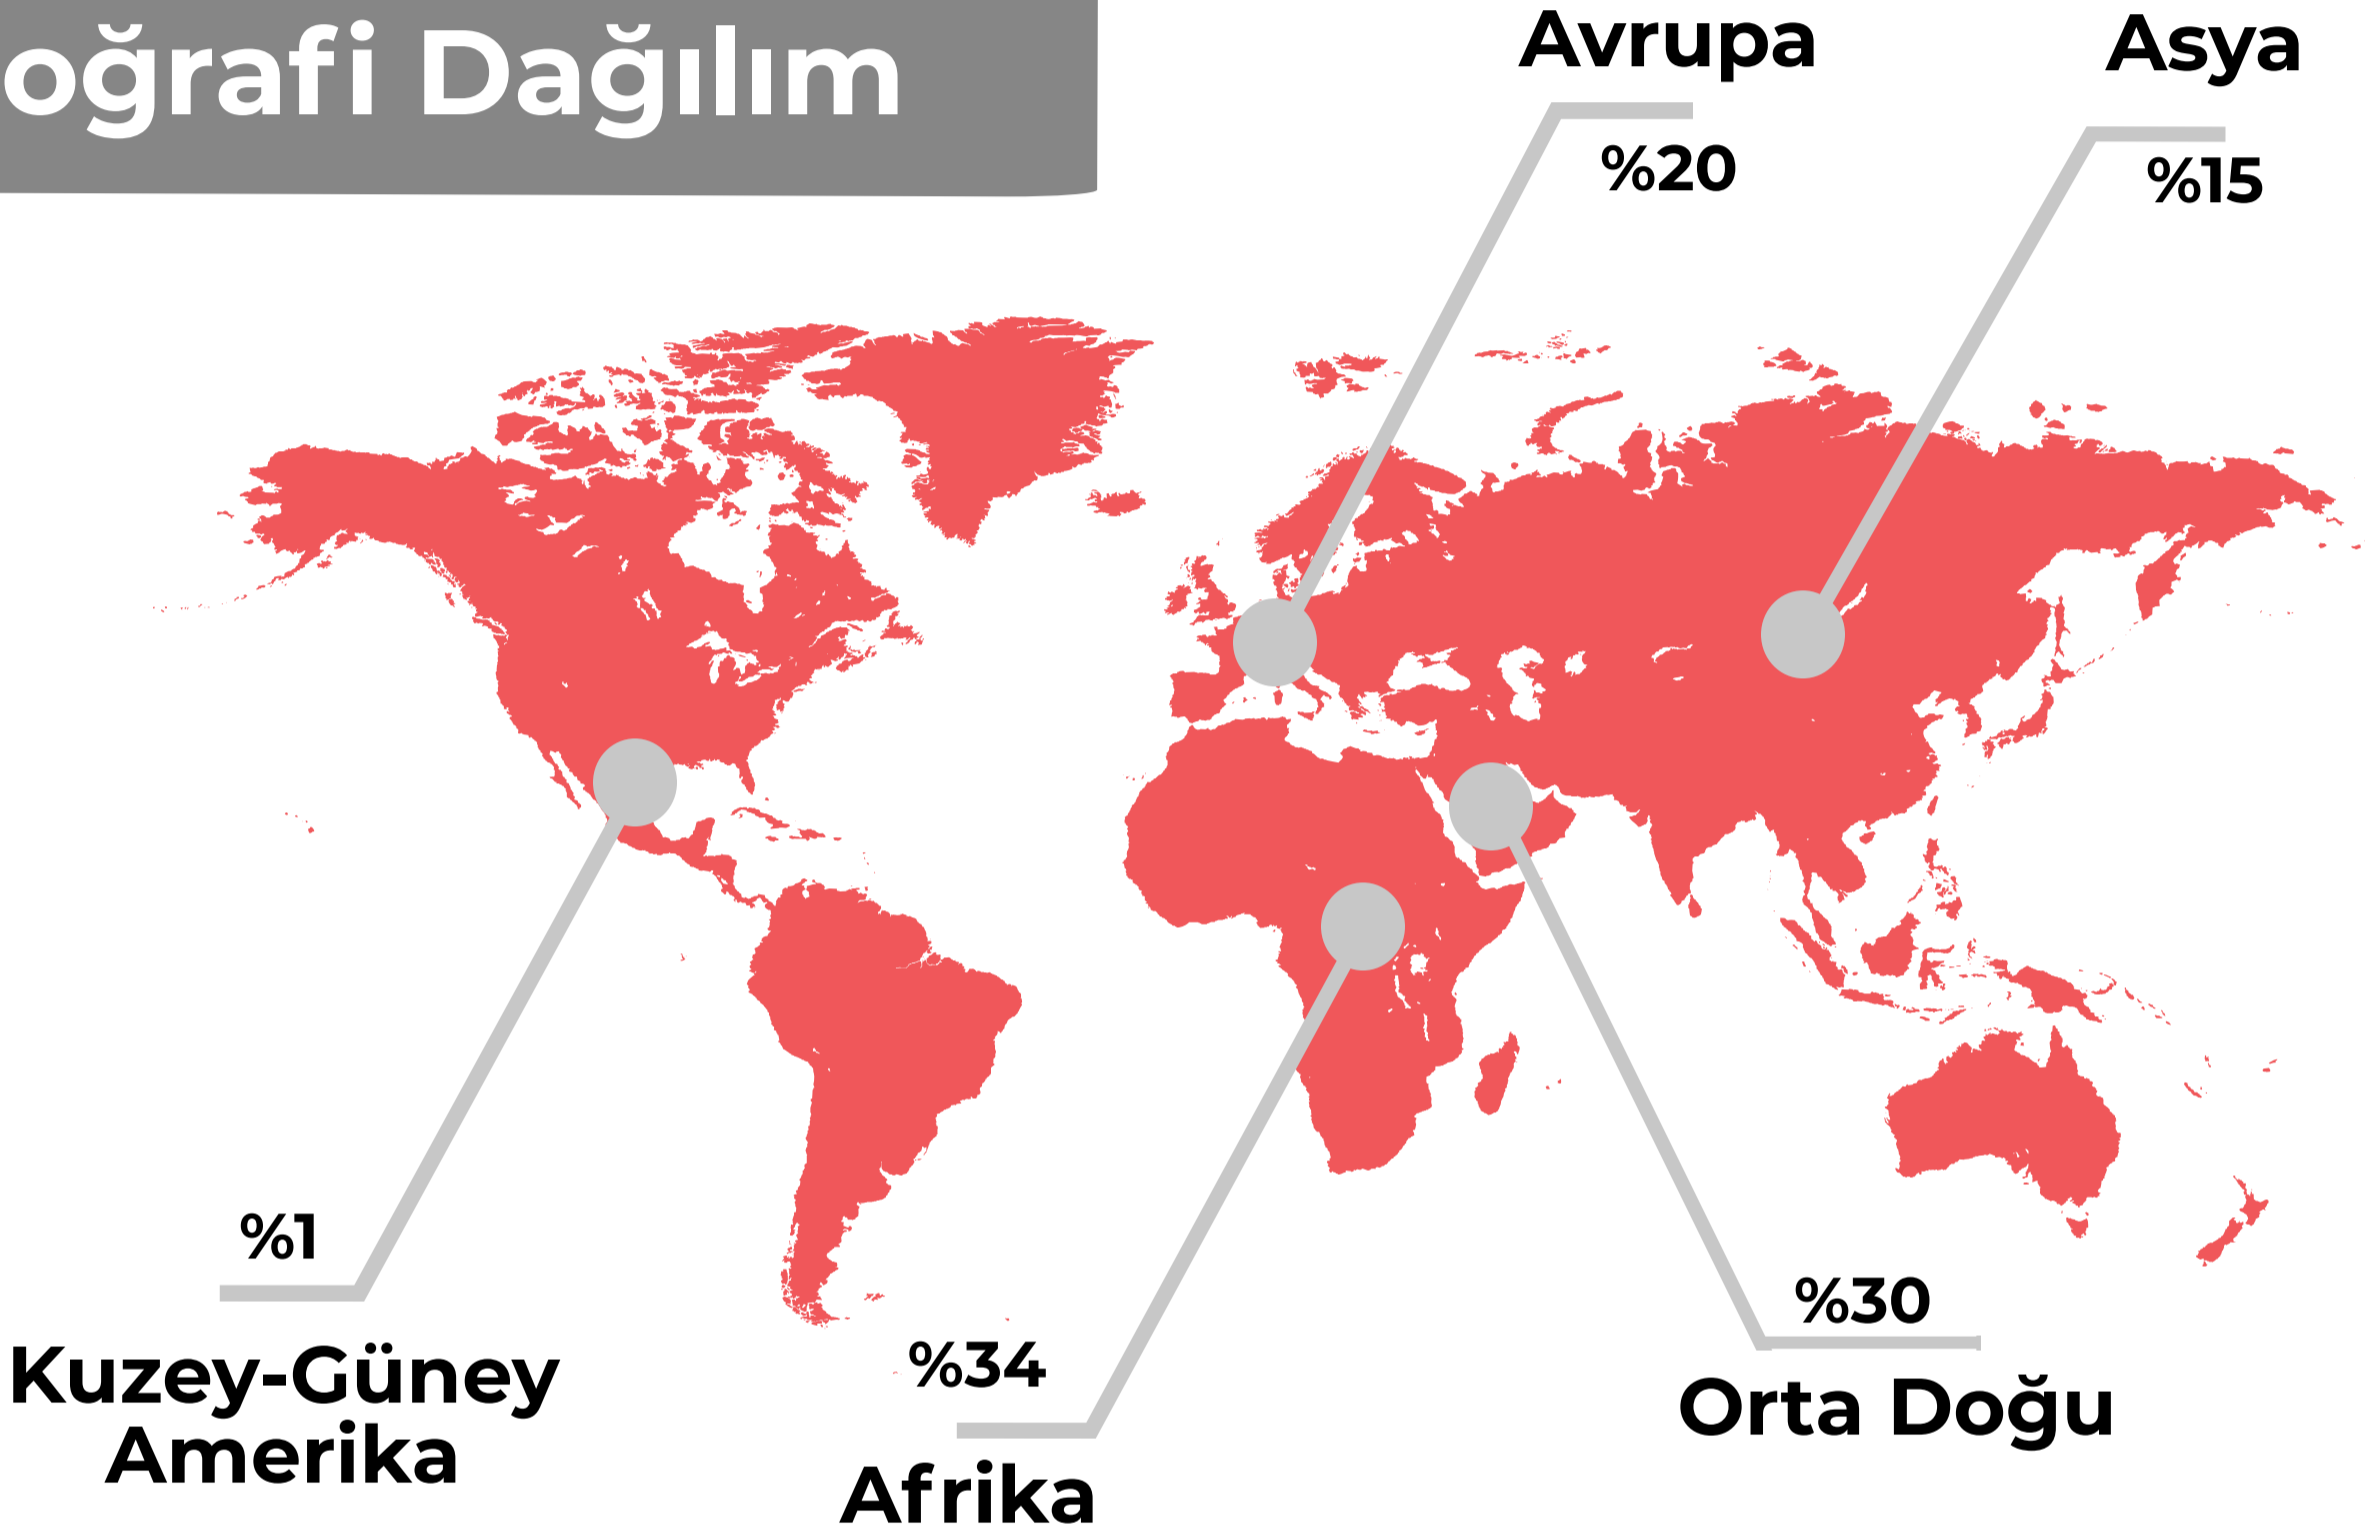 oğrafi Dağılım
Avrupa
%20
Asya
%15
%1
Kuzey-Güney
Amerika
%34
Afrika
%30
Orta Doğu